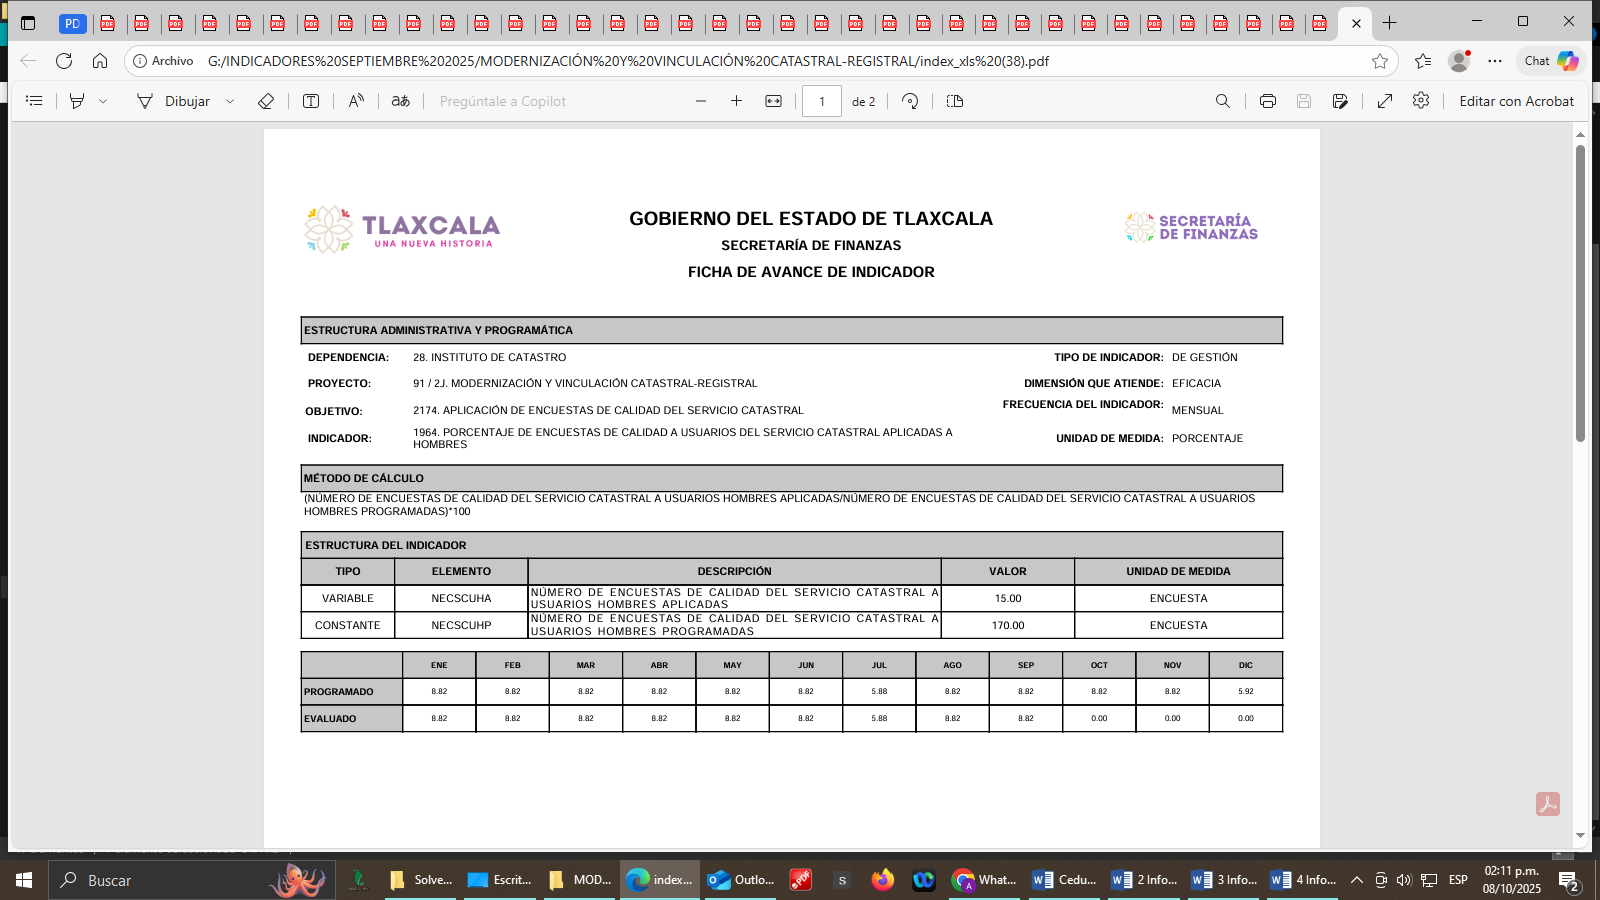 PD
Archivo G:/INDICADORES%20SEPTIEMBRE%202025/MODERNIZACIÓN%20Y%20VINCULACIÓN%20CATASTRAL-REGISTRAL/index_xls%20(38).pdf
Chat
Dibujar
Pregúntale a Copilot
1 de 2
Editar con Acrobat
TLAXCALA
UNA NUEVA HISTORIA
GOBIERNO DEL ESTADO DE TLAXCALA
SECRETARÍA DE FINANZAS
FICHA DE AVANCE DE INDICADOR
SECRETARÍA
DE FINANZAS
ESTRUCTURA ADMINISTRATIVA Y PROGRAMÁTICA
DEPENDENCIA: 28. INSTITUTO DE CATASTRO TIPO DE INDICADOR: DE GESTIÓN
PROYECTO: 91 / 2J. MODERNIZACIÓN Y VINCULACIÓN CATASTRAL-REGISTRAL DIMENSIÓN QUE ATIENDE: EFICACIA
OBJETIVO: 2174. APLICACIÓN DE ENCUESTAS DE CALIDAD DEL SERVICIO CATASTRAL FRECUENCIA DEL INDICADOR: MENSUAL
INDICADOR: 1964. PORCENTAJE DE ENCUESTAS DE CALIDAD A USUARIOS DEL SERVICIO CATASTRAL APLICADAS A
HOMBRES UNIDAD DE MEDIDA: PORCENTAJE
MÉTODO DE CÁLCULO
(NÚMERO DE ENCUESTAS DE CALIDAD DEL SERVICIO CATASTRAL A USUARIOS HOMBRES APLICADAS/NÚMERO DE ENCUESTAS DE CALIDAD DEL SERVICIO CATASTRAL A USUARIOS
HOMBRES PROGRAMADAS)*100
ESTRUCTURA DEL INDICADOR
TIPO ELEMENTO DESCRIPCIÓN VALOR UNIDAD DE MEDIDA
VARIABLE NECSCUHA NÚMERO DE ENCUESTAS DE CALIDAD DEL SERVICIO CATASTRAL A
USUARIOS HOMBRES APLICADAS 15.00 ENCUESTA
CONSTANTE NECSCUHP NÚMERO DE ENCUESTAS DE CALIDAD DEL SERVICIO CATASTRAL A
USUARIOS HOMBRES PROGRAMADAS 170.00 ENCUESTA
ENE FEB MAR ABR MAY JUN JUL AGO SEP OCT NOV DIC
PROGRAMADO 8.82 8.82 8.82 8.82 8.82 8.82 5.88 8.82 8.82 8.82 8.82 5.92
EVALUADO 8.82 8.82 8.82 8.82 8.82 8.82 5.88 8.82 8.82 0.00 0.00 0.00
Buscar
Solve... Escrit... MOD... index... Outlo... What... Cedu... 2 Info... 3 Info... 4 Info... ESP
02:11 p.m.
08/10/2025
2